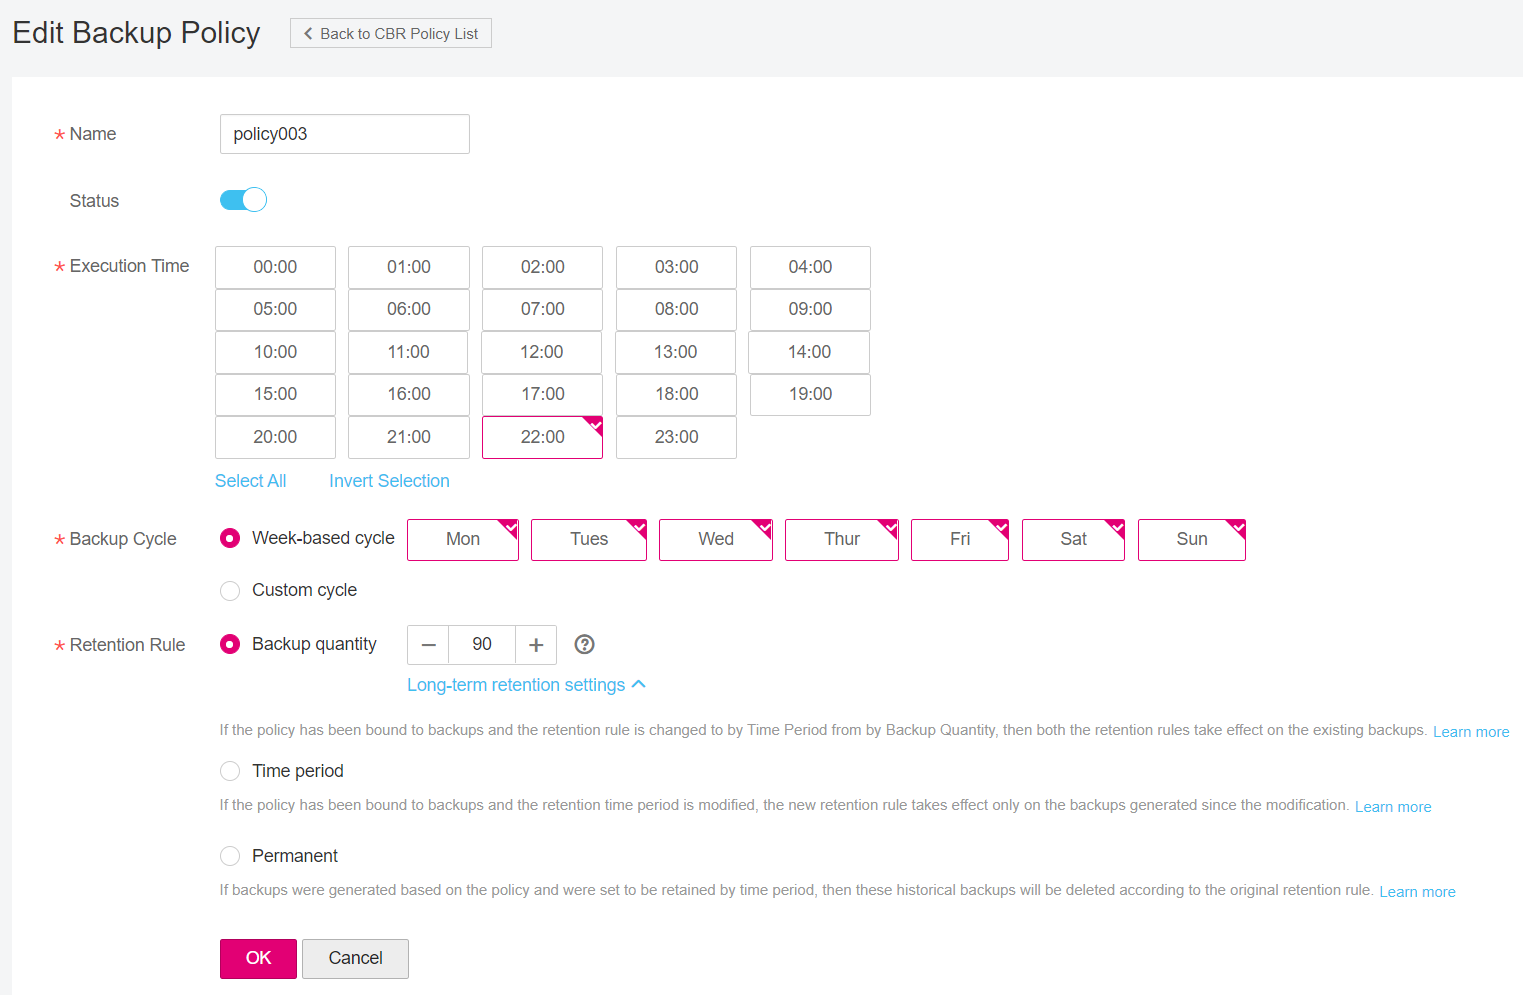 Edit Backup Policy
Back to CBR Policy List
* Name
policy003
Status
* Execution Time
00:00 01:00 02:00 03:00 04:00
05:00 06:00 07:00 08:00 09:00
10:00 11:00 12:00 13:00 14:00
15:00 16:00 17:00 18:00 19:00
20:00 21:00 22:00 23:00
Select All Invert Selection
* Backup Cycle
Week-based cycle Mon Tues Wed Thur Fri Sat Sun
Custom cycle
* Retention Rule
Backup quantity − 90 +
Long-term retention settings
If the policy has been bound to backups and the retention rule is changed to by Time Period from by Backup Quantity, then both the retention rules take effect on the existing backups. Learn more
Time period
If the policy has been bound to backups and the retention time period is modified, the new retention rule takes effect only on the backups generated since the modification. Learn more
Permanent
If backups were generated based on the policy and were set to be retained by time period, then these historical backups will be deleted according to the original retention rule. Learn more
OK Cancel